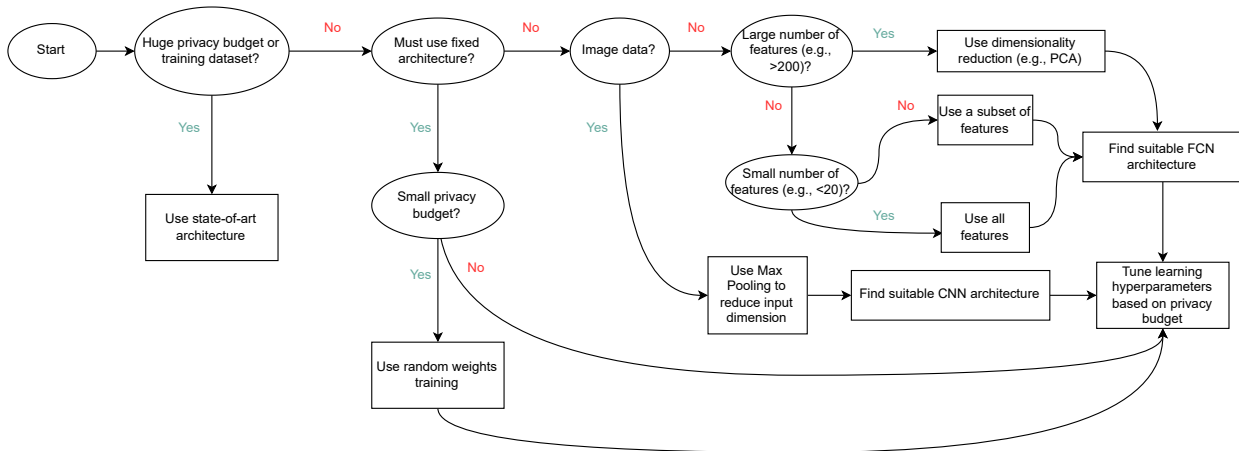 Start
Huge privacy budget or
training dataset?
No
Must use fixed
architecture?
No
Image data?
No
Large number of
features (e.g.,
>200)?
Yes
Use dimensionality
reduction (e.g., PCA)
Yes
Yes
Yes
No
No
Use a subset of
features
Find suitable FCN
architecture
Use state-of-art
architecture
Small privacy
budget?
Small number of
features (e.g., <20)?
Yes
Use all
features
Yes
No
Use Max
Pooling to
reduce input
dimension
Find suitable CNN architecture
Tune learning
hyperparameters
based on privacy
budget
Use random weights
training